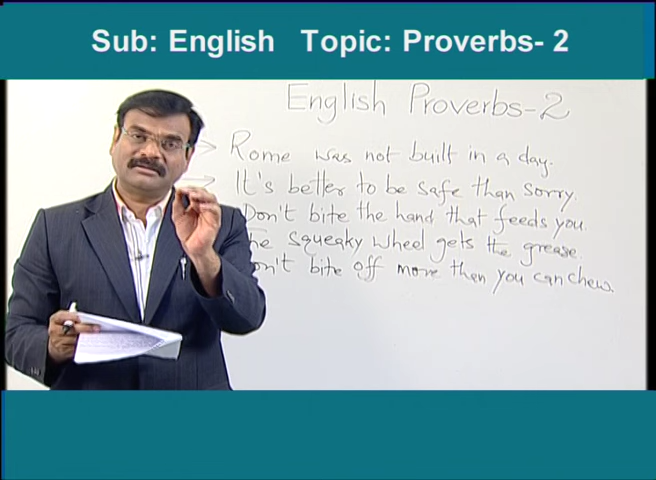 Sub: English Topic: Proverbs- 2
English Proverbs-2
Rome was not built in a day.
It's better to be safe than sorry.
Don't bite the hand that feeds you.
squeaky wheel gets the grease.
bite off more than you can chew.